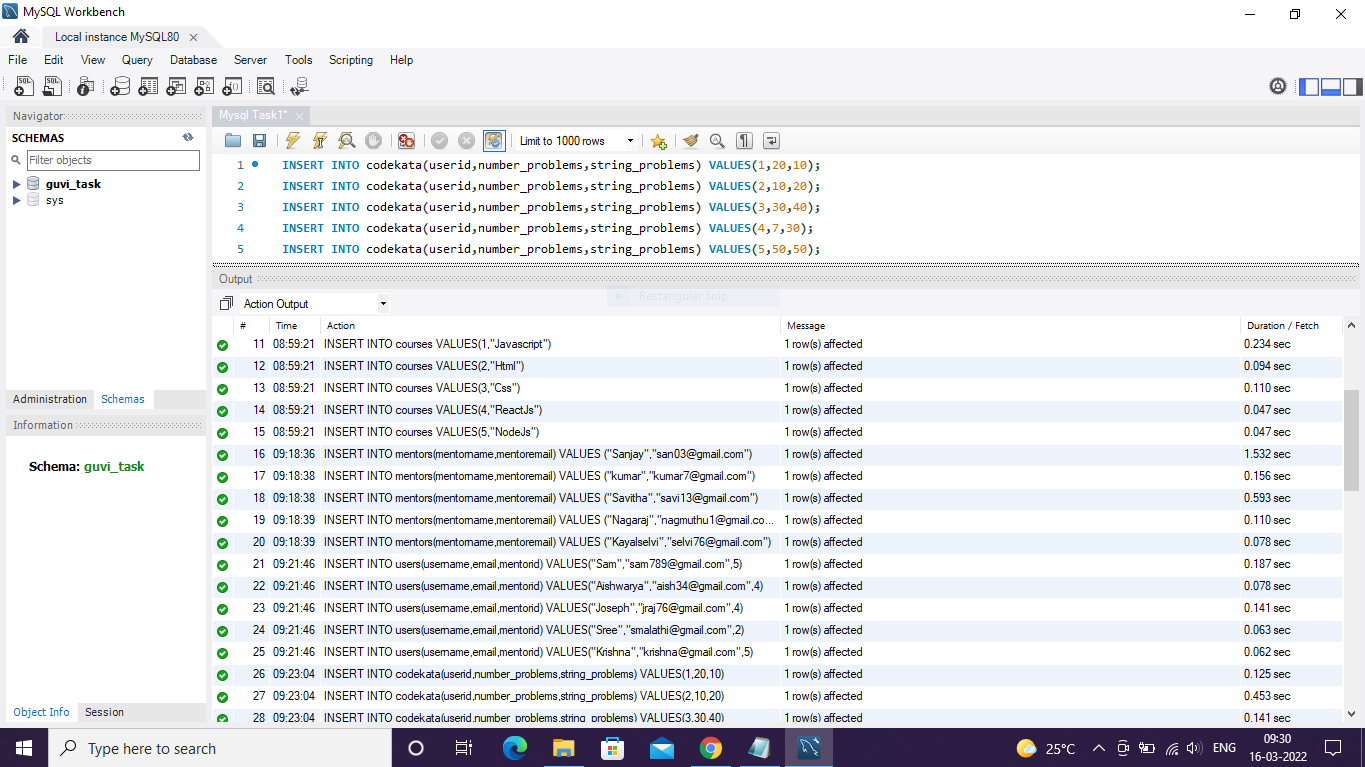 MySQL Workbench
Local instance MySQL80
File Edit View Query Database Server Tools Scripting Help
Navigator
SCHEMAS
Filter objects
guvi_task
sys
Administration Schemas
Information
Schema: guvi_task
Object Info Session
Mysql Task1*
Limit to 1000 rows
1 INSERT INTO codekata(userid,number_problems,string_problems) VALUES(1,20,10);
2 INSERT INTO codekata(userid,number_problems,string_problems) VALUES(2,10,20);
3 INSERT INTO codekata(userid,number_problems,string_problems) VALUES(3,30,40);
4 INSERT INTO codekata(userid,number_problems,string_problems) VALUES(4,7,30);
5 INSERT INTO codekata(userid,number_problems,string_problems) VALUES(5,50,50);
Output
Rectangular Snip
Action Output
# Time Action Message Duration / Fetch
11 08:59:21 INSERT INTO courses VALUES(1,"Javascript") 1 row(s) affected 0.234 sec
12 08:59:21 INSERT INTO courses VALUES(2,"Html") 1 row(s) affected 0.094 sec
13 08:59:21 INSERT INTO courses VALUES(3,"Css") 1 row(s) affected 0.110 sec
14 08:59:21 INSERT INTO courses VALUES(4,"ReactJs") 1 row(s) affected 0.047 sec
15 08:59:21 INSERT INTO courses VALUES(5,"NodeJs") 1 row(s) affected 0.047 sec
16 09:18:36 INSERT INTO mentors(mentorname,mentoremail) VALUES ("Sanjay","san03@gmail.com") 1 row(s) affected 1.532 sec
17 09:18:38 INSERT INTO mentors(mentorname,mentoremail) VALUES ("kumar","kumar7@gmail.com") 1 row(s) affected 0.156 sec
18 09:18:38 INSERT INTO mentors(mentorname,mentoremail) VALUES ("Savitha","savi13@gmail.com") 1 row(s) affected 0.593 sec
19 09:18:39 INSERT INTO mentors(mentorname,mentoremail) VALUES ("Nagaraj","nagmuthu1@gmail.co... 1 row(s) affected 0.110 sec
20 09:18:39 INSERT INTO mentors(mentorname,mentoremail) VALUES ("Kayalselvi","selvi76@gmail.com") 1 row(s) affected 0.078 sec
21 09:21:46 INSERT INTO users(username,email,mentorid) VALUES("Sam","sam789@gmail.com",5) 1 row(s) affected 0.187 sec
22 09:21:46 INSERT INTO users(username,email,mentorid) VALUES("Aishwarya","aish34@gmail.com",4) 1 row(s) affected 0.078 sec
23 09:21:46 INSERT INTO users(username,email,mentorid) VALUES("Joseph","jraj76@gmail.com",4) 1 row(s) affected 0.141 sec
24 09:21:46 INSERT INTO users(username,email,mentorid) VALUES("Sree","smalathi@gmail.com",2) 1 row(s) affected 0.063 sec
25 09:21:46 INSERT INTO users(username,email,mentorid) VALUES("Krishna","krishna@gmail.com",5) 1 row(s) affected 0.062 sec
26 09:23:04 INSERT INTO codekata(userid,number_problems,string_problems) VALUES(1,20,10) 1 row(s) affected 0.125 sec
27 09:23:04 INSERT INTO codekata(userid,number_problems,string_problems) VALUES(2,10,20) 1 row(s) affected 0.453 sec
28 09:23:04 INSERT INTO codekata(userid,number_problems,string_problems) VALUES(3,30,40) 1 row(s) affected 0.141 sec
Type here to search
25°C
ENG
09:30
16-03-2022